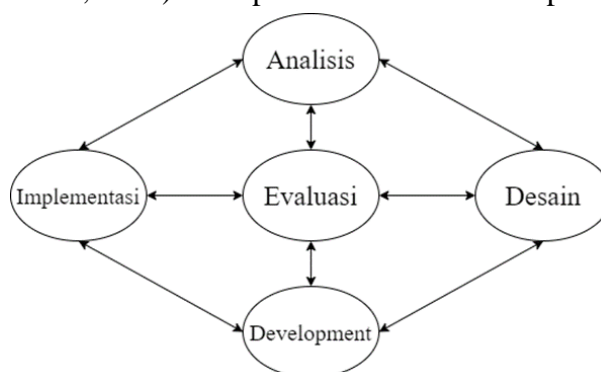 Analisis
Implementasi
Evaluasi
Desain
Development